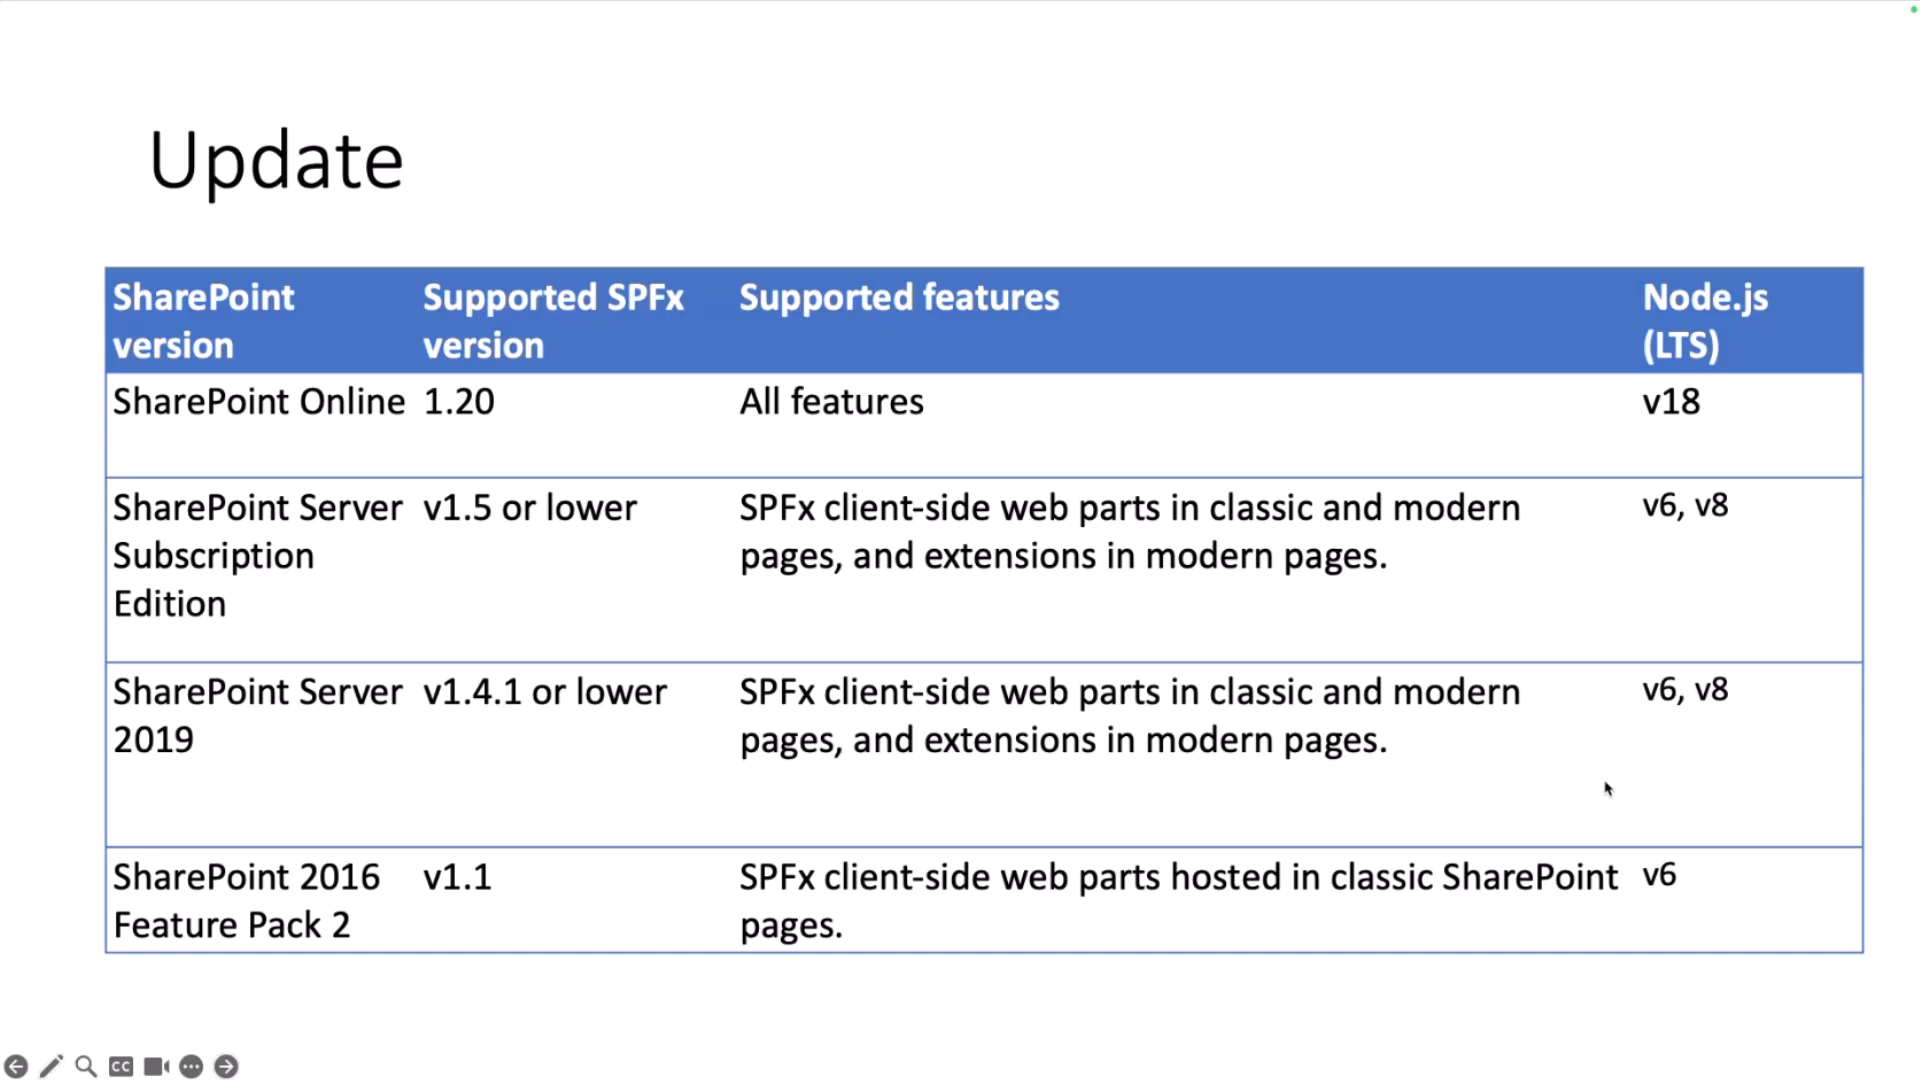 Update
SharePoint version
Supported SPFx version
Supported features
Node.js (LTS)
SharePoint Online
1.20
All features
v18
SharePoint Server
Subscription
Edition
v1.5 or lower
SPFx client-side web parts in classic and modern
pages, and extensions in modern pages.
v6, v8
SharePoint Server
2019
v1.4.1 or lower
SPFx client-side web parts in classic and modern
pages, and extensions in modern pages.
v6, v8
SharePoint 2016
Feature Pack 2
v1.1
SPFx client-side web parts hosted in classic SharePoint
pages.
v6
CC